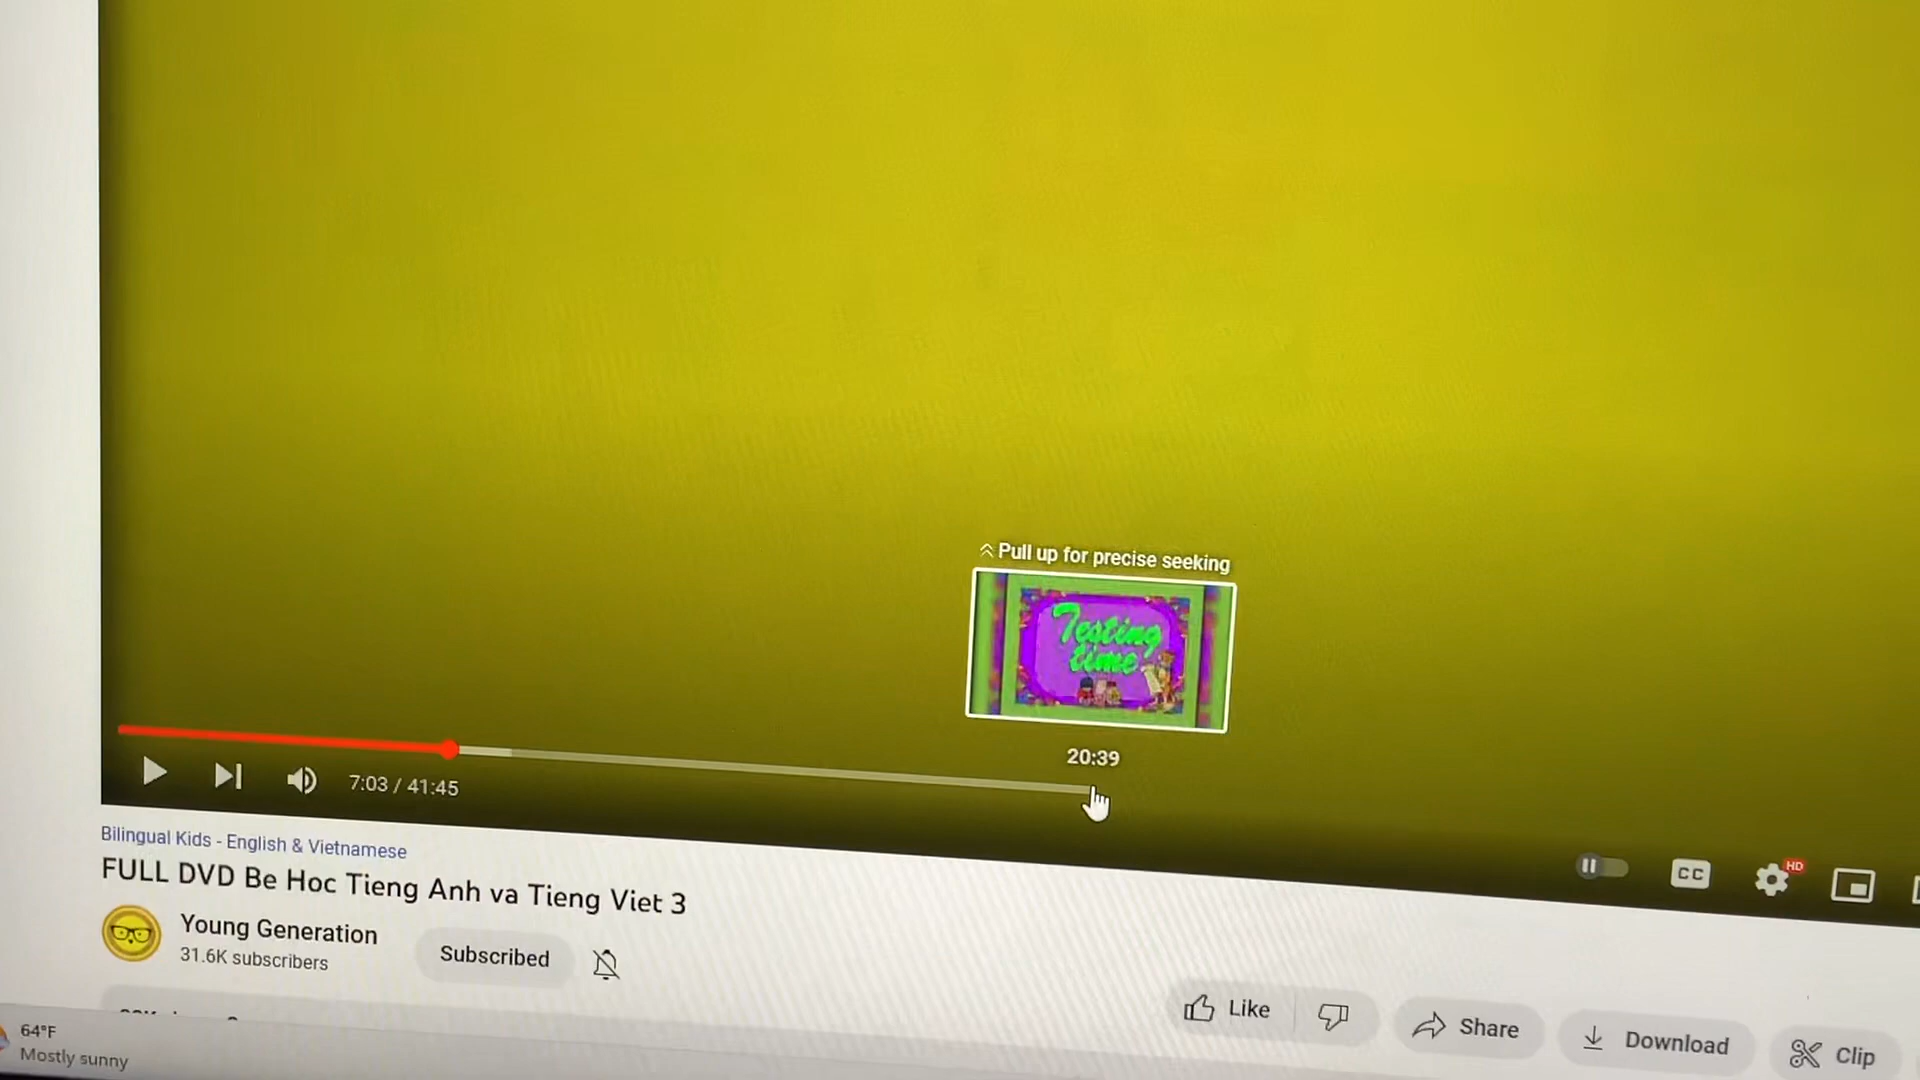 Pull up for precise seeking
Testing
time
20:39
7:03 / 41:45
CC
HD
Bilingual Kids - English & Vietnamese
FULL DVD Be Hoc Tieng Anh va Tieng Viet 3
Young Generation
31.6K subscribers
Subscribed
Like
Share
Download
Clip
64°F
Mostly sunny